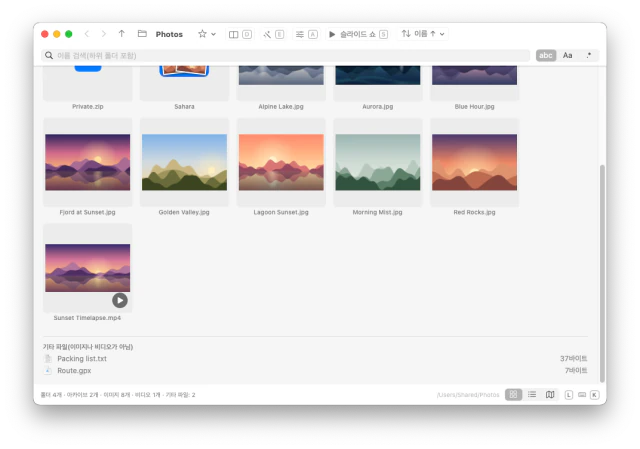 Photos
D
E
A
슬라이드 쇼 S
이름
이름 검색(하위 폴더 포함)
abc Aa .*
Private.zip Sahara Alpine Lake.jpg Aurora.jpg Blue Hour.jpg
Fjord at Sunset.jpg Golden Valley.jpg Lagoon Sunset.jpg Morning Mist.jpg Red Rocks.jpg
Sunset Timelapse.mp4
기타 파일(이미지나 비디오가 아님)
Packing list.txt 37바이트
Route.gpx 7바이트
폴더 4개 · 아카이브 2개 · 이미지 8개 · 비디오 1개 · 기타 파일: 2 /Users/Shared/Photos L K